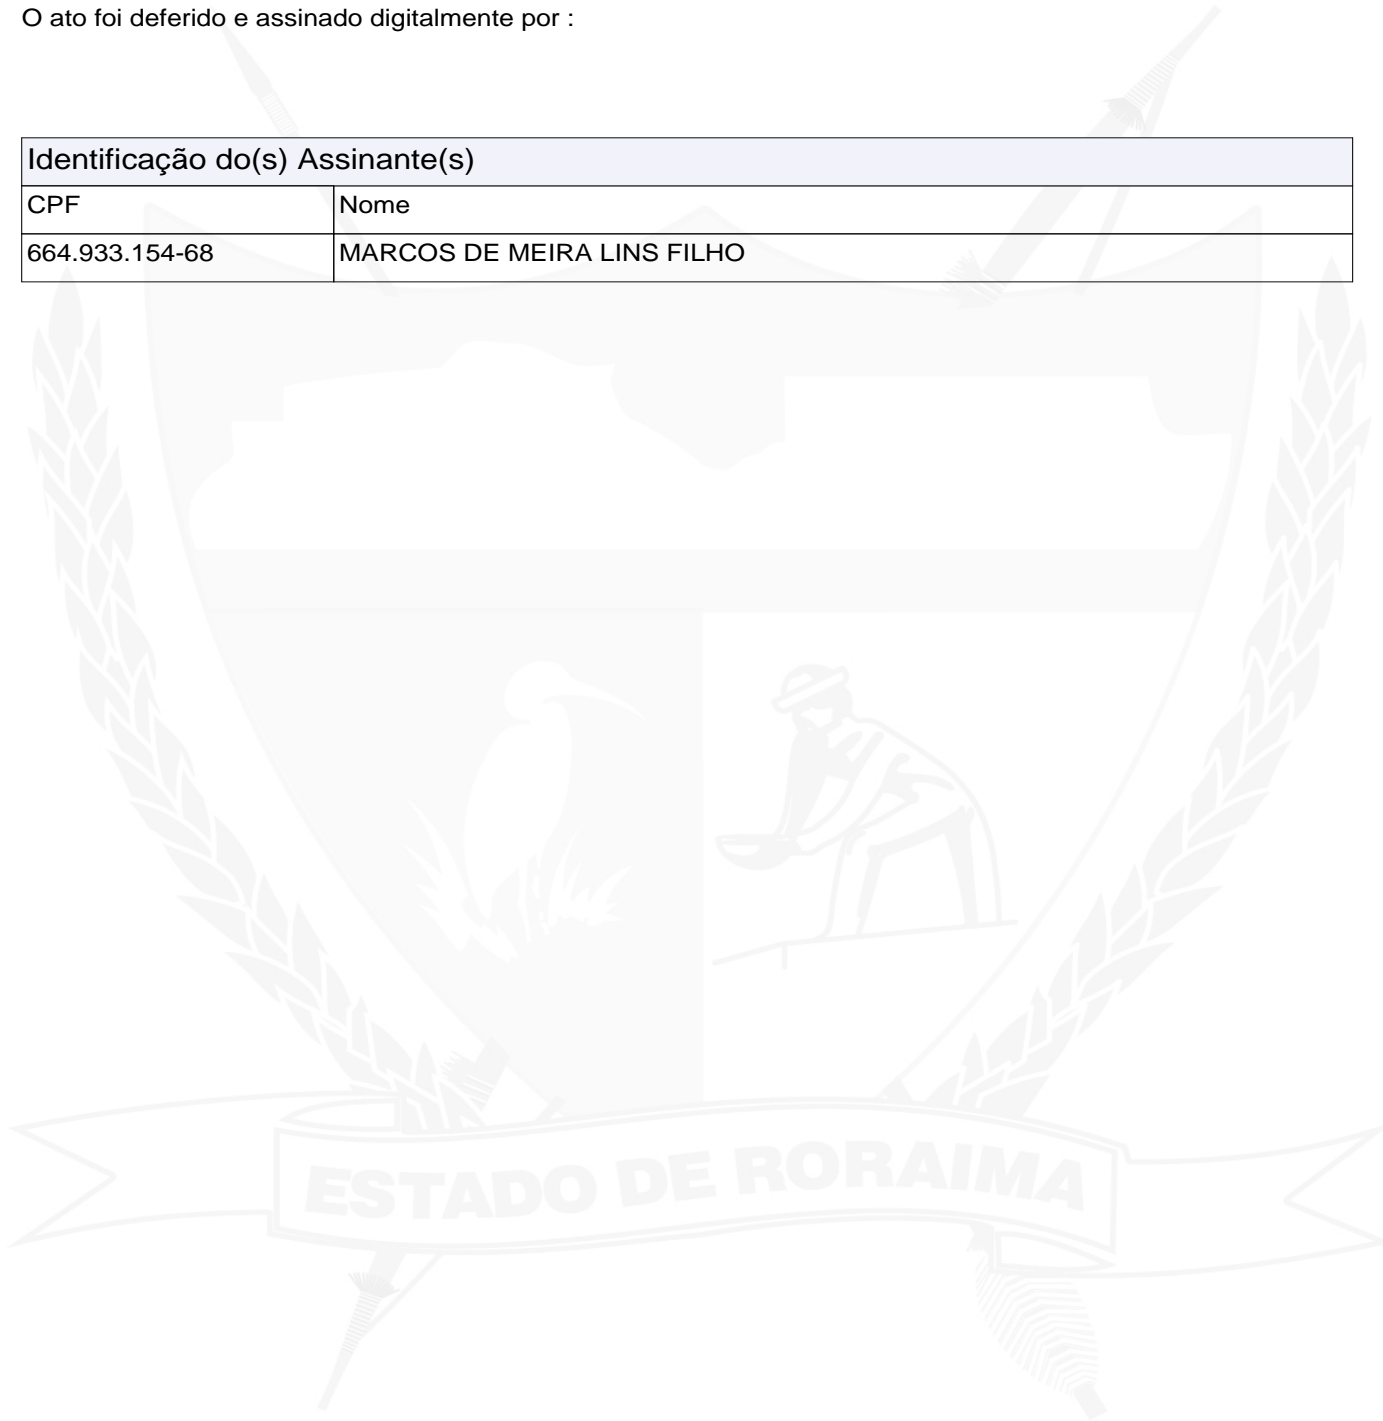 O ato foi deferido e assinado digitalmente por :
Identificação do(s) Assinante(s)
CPF Nome
664.933.154-68 MARCOS DE MEIRA LINS FILHO
ESTADO DE RORAIMA